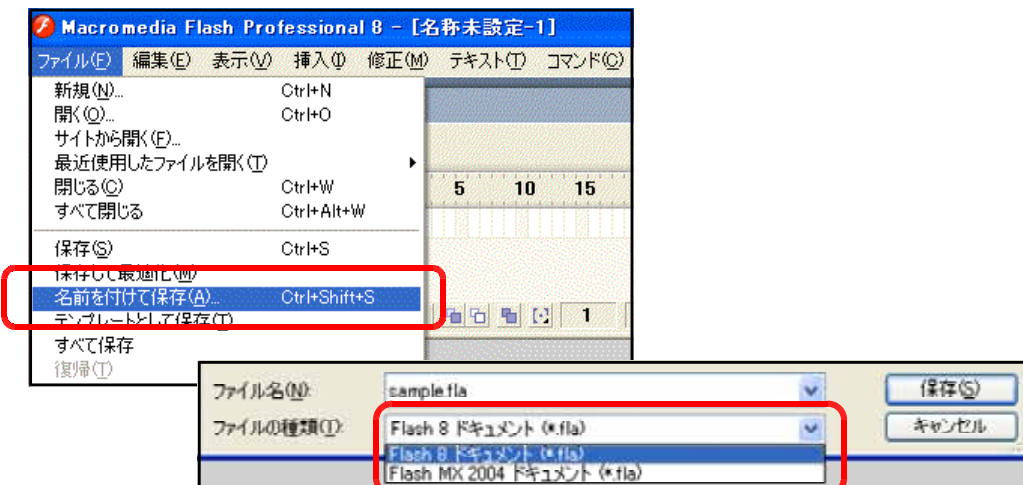 Macromedia Flash Professional 8 - [名称未設定-1]
ファイル(F) 編集(E) 表示(V) 挿入(I) 修正(M) テキスト(T) コマンド(C)
新規(N)... Ctrl+N
開く(O)... Ctrl+O
サイトから開く(F)...
最近使用したファイルを開く(T)
閉じる(C) Ctrl+W
すべて閉じる Ctrl+Alt+W
5 10 15
保存(S) Ctrl+S
保存して最適化(M)
名前を付けて保存(A)... Ctrl+Shift+S
テンプレートとして保存(T)
1
すべて保存
復帰(T)
ファイル名(N): sample.fla 保存(S)
ファイルの種類(T): Flash 8 ドキュメント (*.fla) キャンセル
Flash 8 ドキュメント (*.fla)
Flash MX 2004 ドキュメント (*.fla)